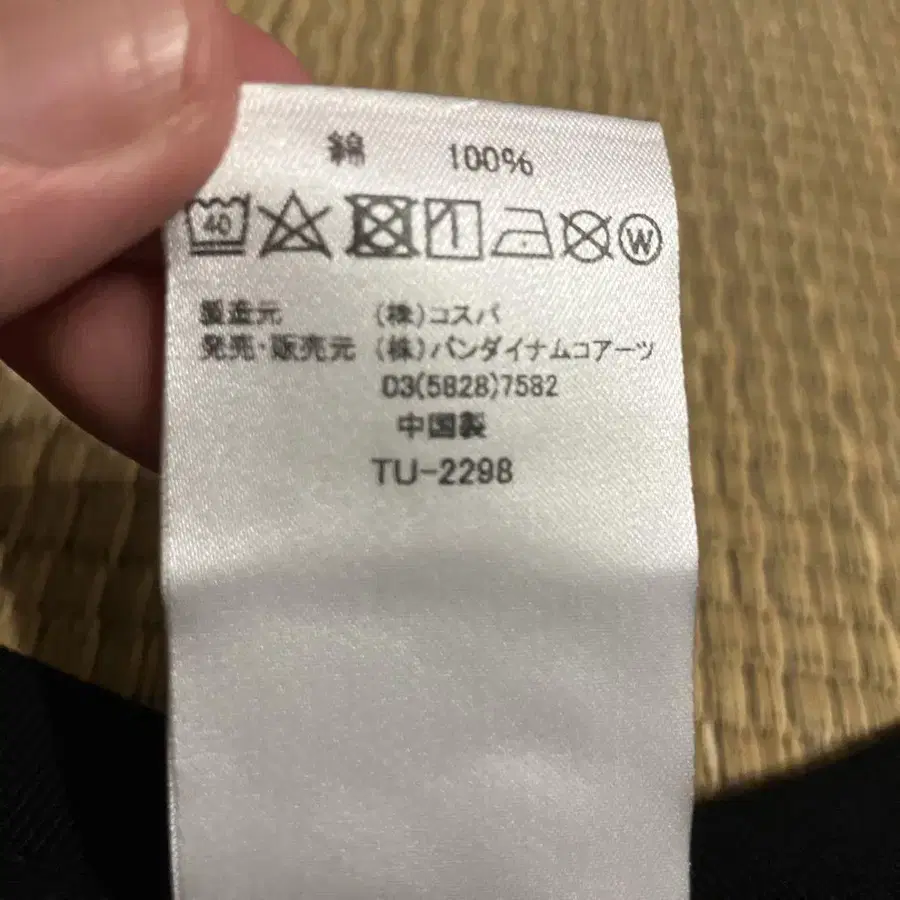 綿 100%
40
W
製造元 (株)コスパ
発売・販売元 (株)バンダイナムコアーツ
03(5828)7582
中国製
TU-2298